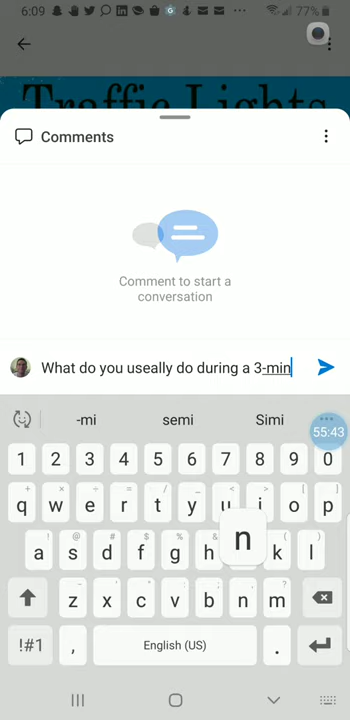 6:09
77%
Traffic Lights
Comments
Comment to start a
conversation
What do you useally do during a 3-min
-mi semi Simi
55:43
1 2 3 4 5 6 7 8 9 0
q w e r t y u i o p
a s d f g h n k l
z x c v b n m
!#1 , English (US) .